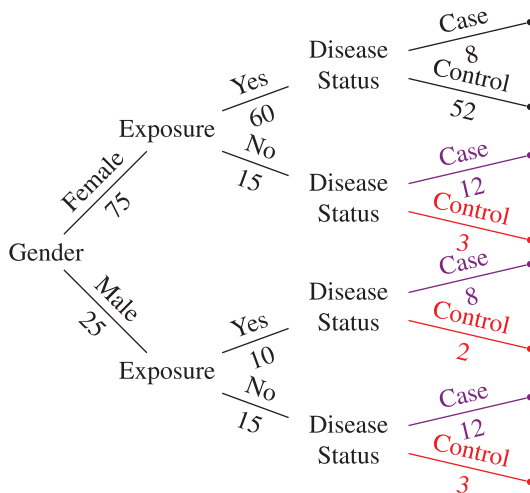 Gender
Female
75
Male
25
Exposure
Yes
60
No
15
Disease
Status
Case
8
Control
52
Disease
Status
Case
12
Control
3
Exposure
Yes
10
No
15
Disease
Status
Case
8
Control
2
Disease
Status
Case
12
Control
3